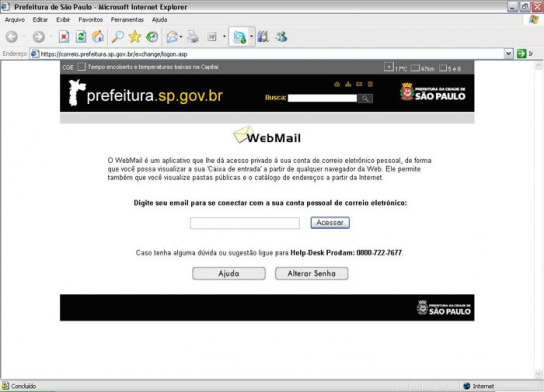 Prefeitura de São Paulo - Microsoft Internet Explorer
Arquivo Editar Exibir Favoritos Ferramentas Ajuda
Endereço https://correio.prefeitura.sp.gov.br/exchange/logon.asp Ir
CGE Tempo encoberto e temperaturas baixas na Capital. 17°C 47km 5 e 6
prefeitura.sp.gov.br
Busca:
PREFEITURA DA CIDADE DE
SÃO PAULO
WebMail
O WebMail é um aplicativo que lhe dá acesso privado à sua conta de correio eletrônico pessoal, de forma
que você possa visualizar a sua 'Caixa de entrada' a partir de qualquer navegador da Web. Ele permite
também que você visualize pastas públicas e o catálogo de endereços a partir da Internet.
Digite seu email para se conectar com a sua conta pessoal de correio eletrônico:
Acessar
Caso tenha alguma dúvida ou sugestão ligue para Help-Desk Prodam: 0800-722-7677.
Ajuda Alterar Senha
PREFEITURA DA CIDADE DE
SÃO PAULO
Concluído Internet